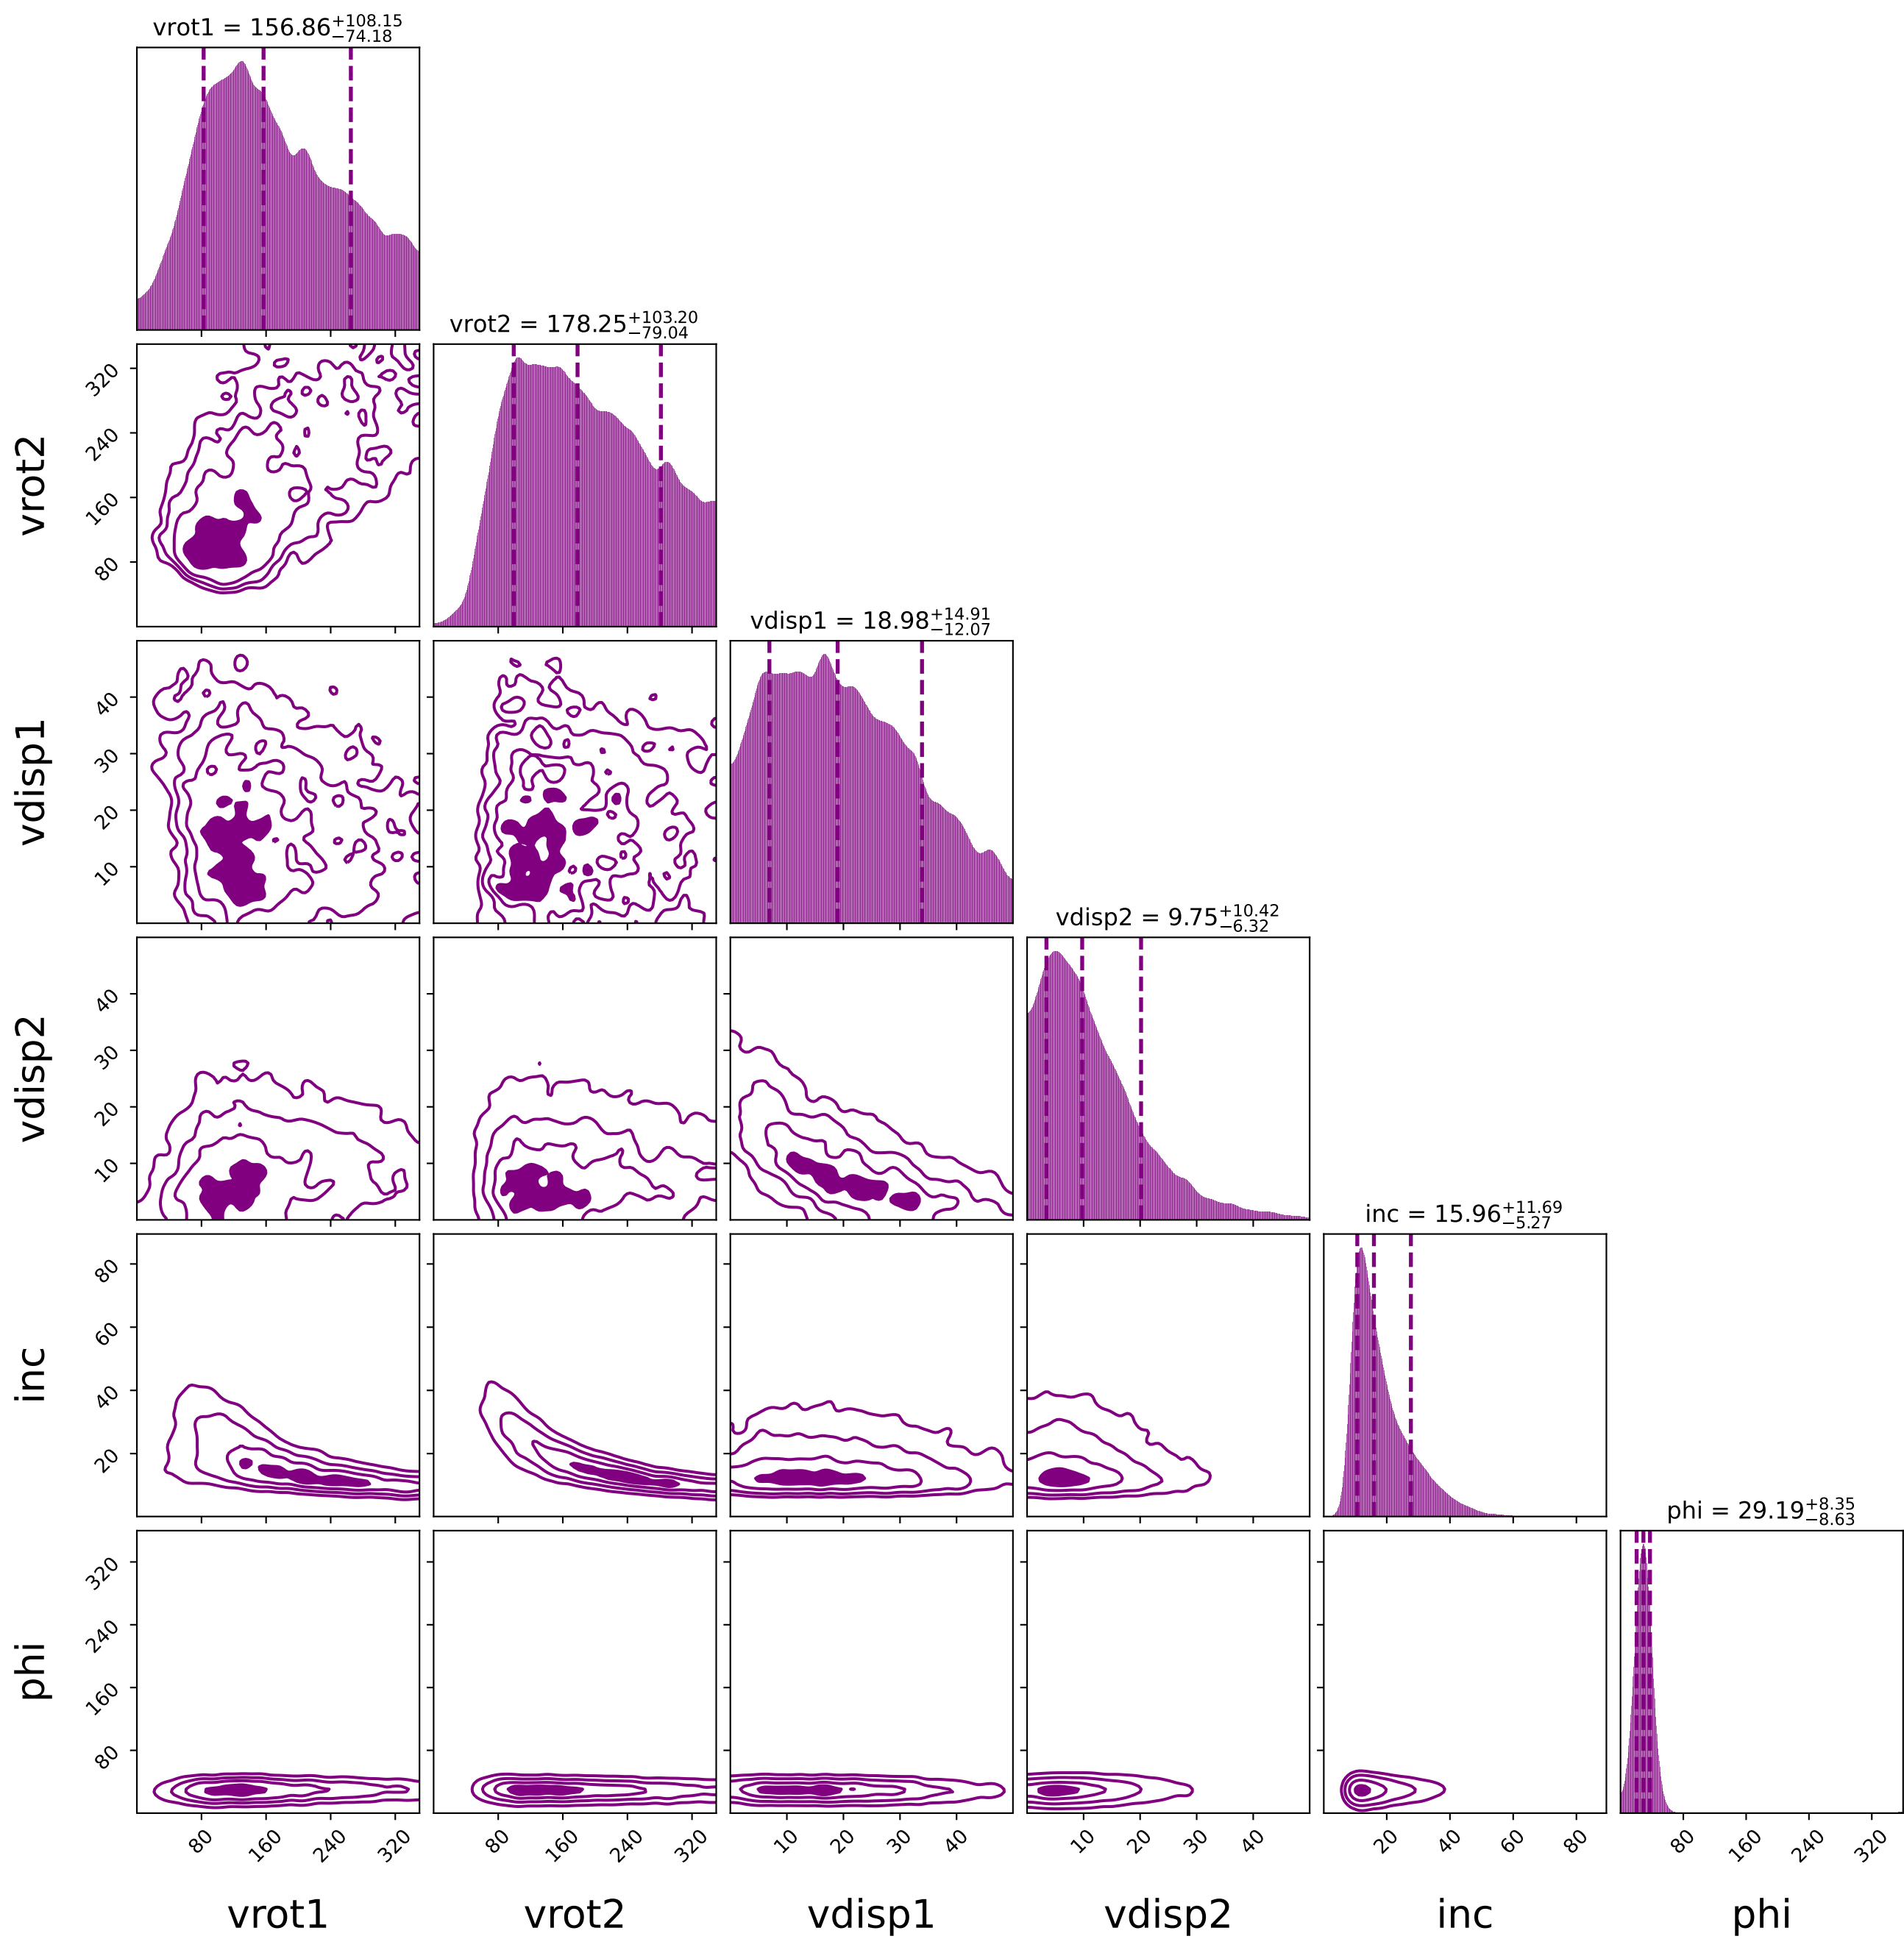 vrot1 = 156.86+108.15−74.18
vrot2 = 178.25+103.20−79.04
320
240
160
80
vrot2
vdisp1 = 18.98+14.91−12.07
40
30
20
10
vdisp1
vdisp2 = 9.75+10.42−6.32
40
30
20
10
vdisp2
inc = 15.96+11.69−5.27
80
60
40
20
inc
phi = 29.19+8.35−8.63
320
240
160
80
phi
80 160 240 320 80 160 240 320 10 20 30 40 10 20 30 40 20 40 60 80 80 160 240 320
vrot1 vrot2 vdisp1 vdisp2 inc phi